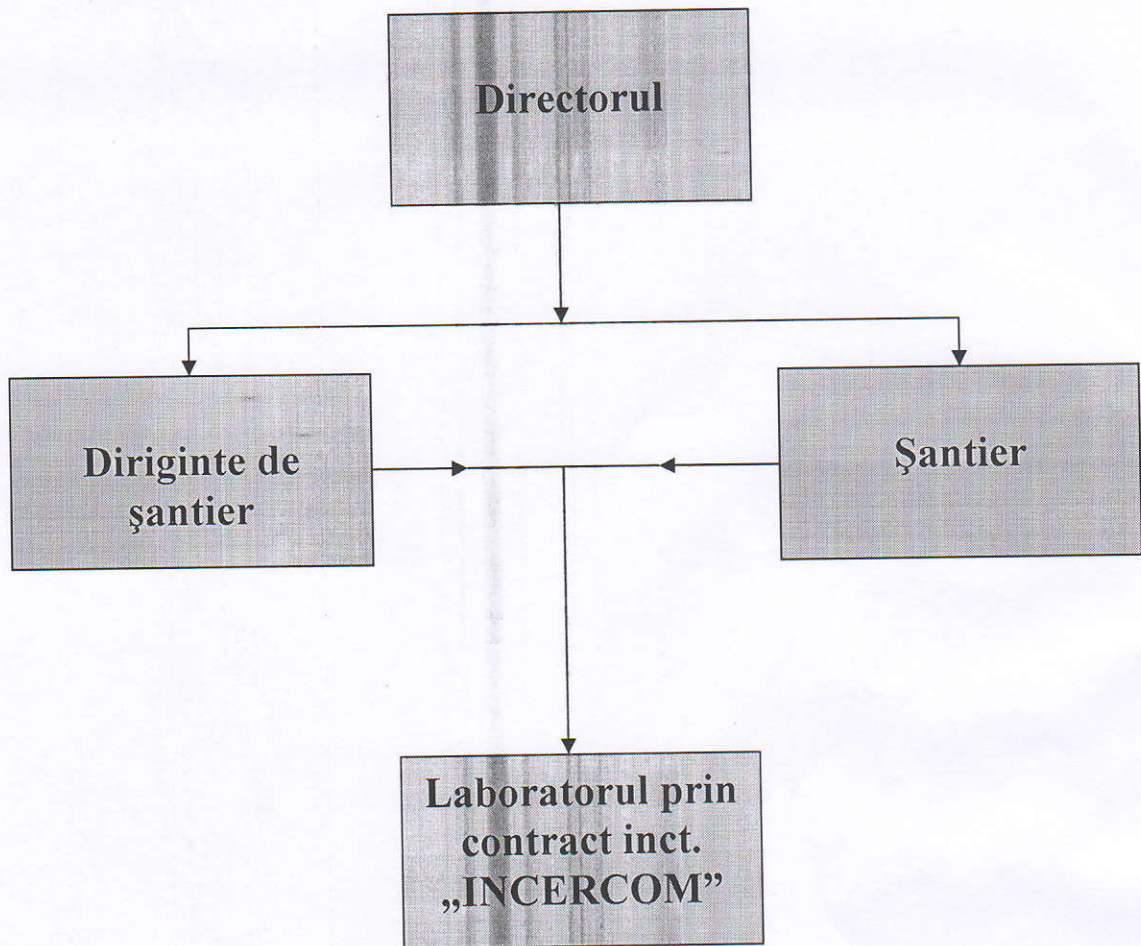 Directorul
Diriginte de
şantier
Şantier
Laboratorul prin
contract inct.
„INCERCOM”